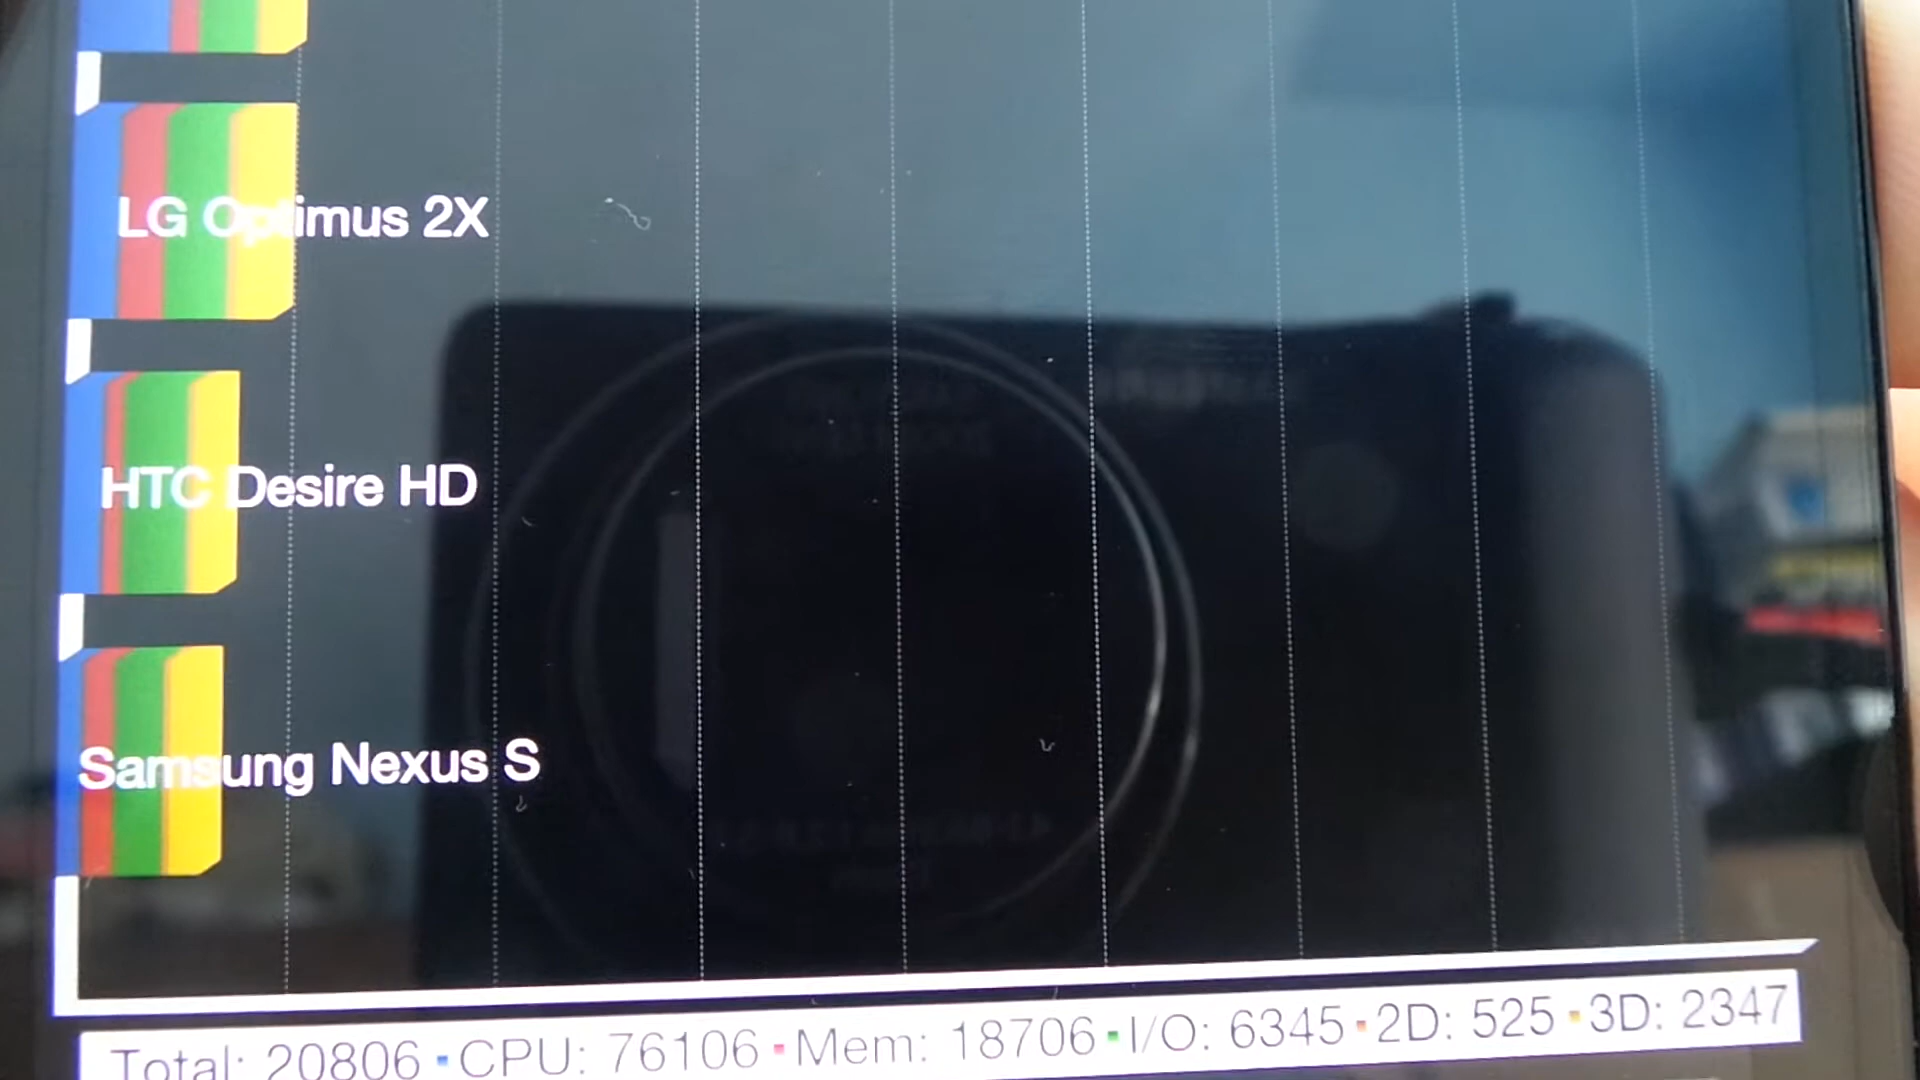 LG Optimus 2X
HTC Desire HD
Samsung Nexus S
Total: 20806 ▪CPU: 76106 ▪Mem: 18706▪I/O: 6345▪2D: 525 ▪3D: 2347